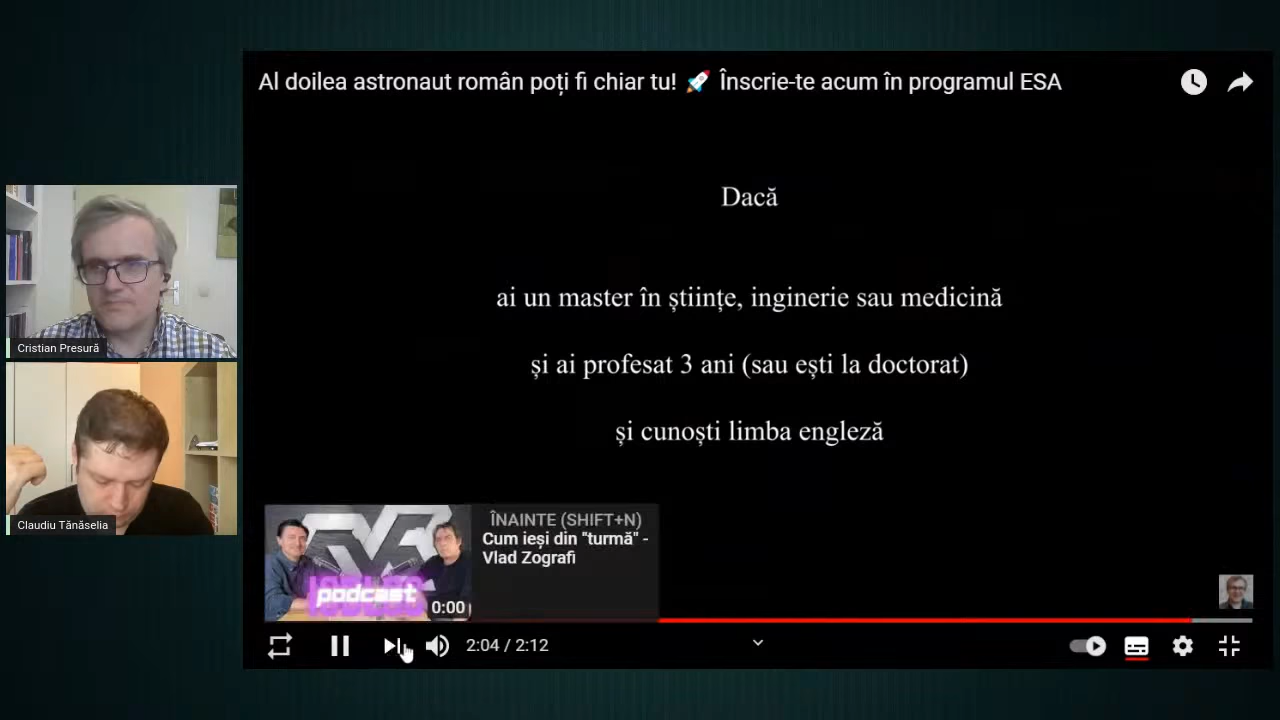 Al doilea astronaut român poți fi chiar tu! 🚀 Înscrie-te acum în programul ESA
Dacă
ai un master în științe, inginerie sau medicină
și ai profesat 3 ani (sau ești la doctorat)
și cunoști limba engleză
Cristian Presură
Claudiu Tănăselia
ÎNAINTE (SHIFT+N)
Cum ieși din "turmă" -
Vlad Zografi
podcast
0:00
2:04 / 2:12